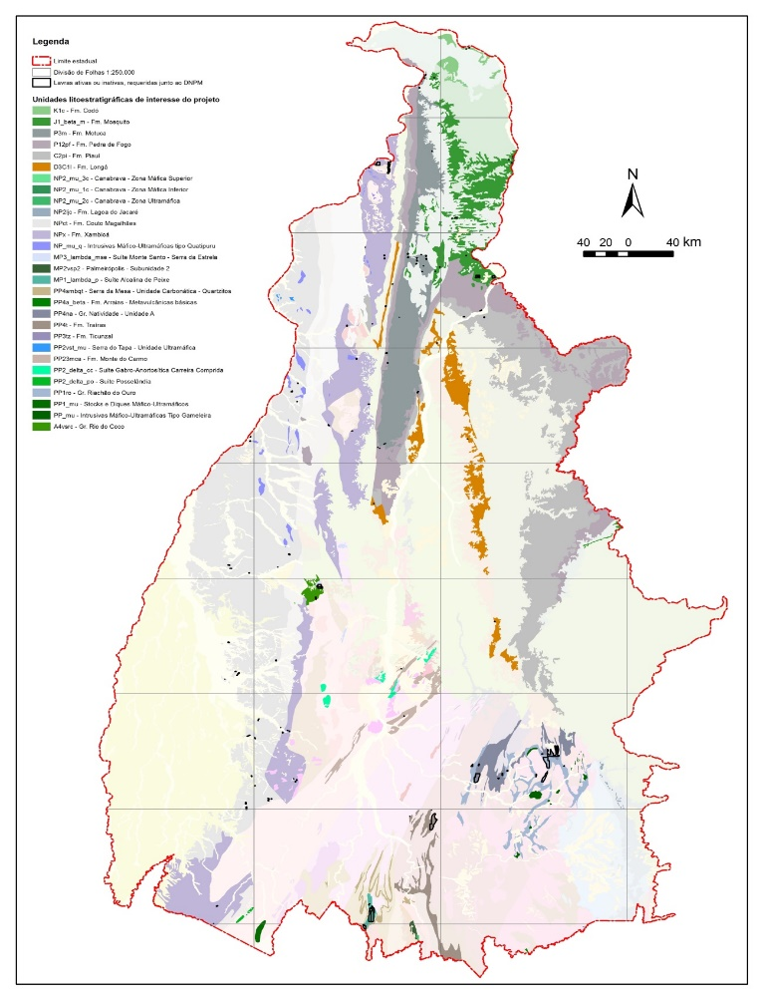 Legenda
Limite estadual
Divisão de Folhas 1:250.000
Lavras ativas ou inativas, requeridas junto ao DNPM
Unidades litoestratigráficas de interesse do projeto
K1c - Fm. Codó
J1_beta_m - Fm. Mosquito
P3m - Fm. Motuca
P12pf - Fm. Pedra de Fogo
C2pi - Fm. Piauí
D3C1l - Fm. Longá
NP2_mu_3c - Canabrava - Zona Máfica Superior
NP2_mu_1c - Canabrava - Zona Máfica Inferior
NP2_mu_2c - Canabrava - Zona Ultramáfica
NP2ljc - Fm. Lagoa do Jacaré
NPct - Fm. Couto Magalhães
NPx - Fm. Xambioá
NP_mu_q - Intrusivas Máfico-Ultramáficas tipo Quatipuru
MP3_lambda_mse - Suíte Monte Santo - Serra da Estrela
MP2vsp2 - Palmeirópolis - Subunidade 2
MP1_lambda_p - Suíte Alcalina de Peixe
PP4smbqt - Serra da Mesa - Unidade Carbonática - Quartzitos
PP4a_beta - Fm. Arraias - Metavulcânicas básicas
PP4na - Gr. Natividade - Unidade A
PP4t - Fm. Traíras
PP3tz - Fm. Ticunzal
PP2vst_mu - Serra do Tapa - Unidade Ultramáfica
PP23mca - Fm. Monte do Carmo
PP2_delta_cc - Suíte Gabro-Anortosítica Carreira Comprida
PP2_delta_po - Suíte Posselândia
PP1ro - Gr. Riachão do Ouro
PP1_mu - Stocks e Diques Máfico-Ultramáficos
PP_mu - Intrusivas Máfico-Ultramáficas Tipo Gameleira
A4vsrc - Gr. Rio do Coco
N
40 20 0 40 km